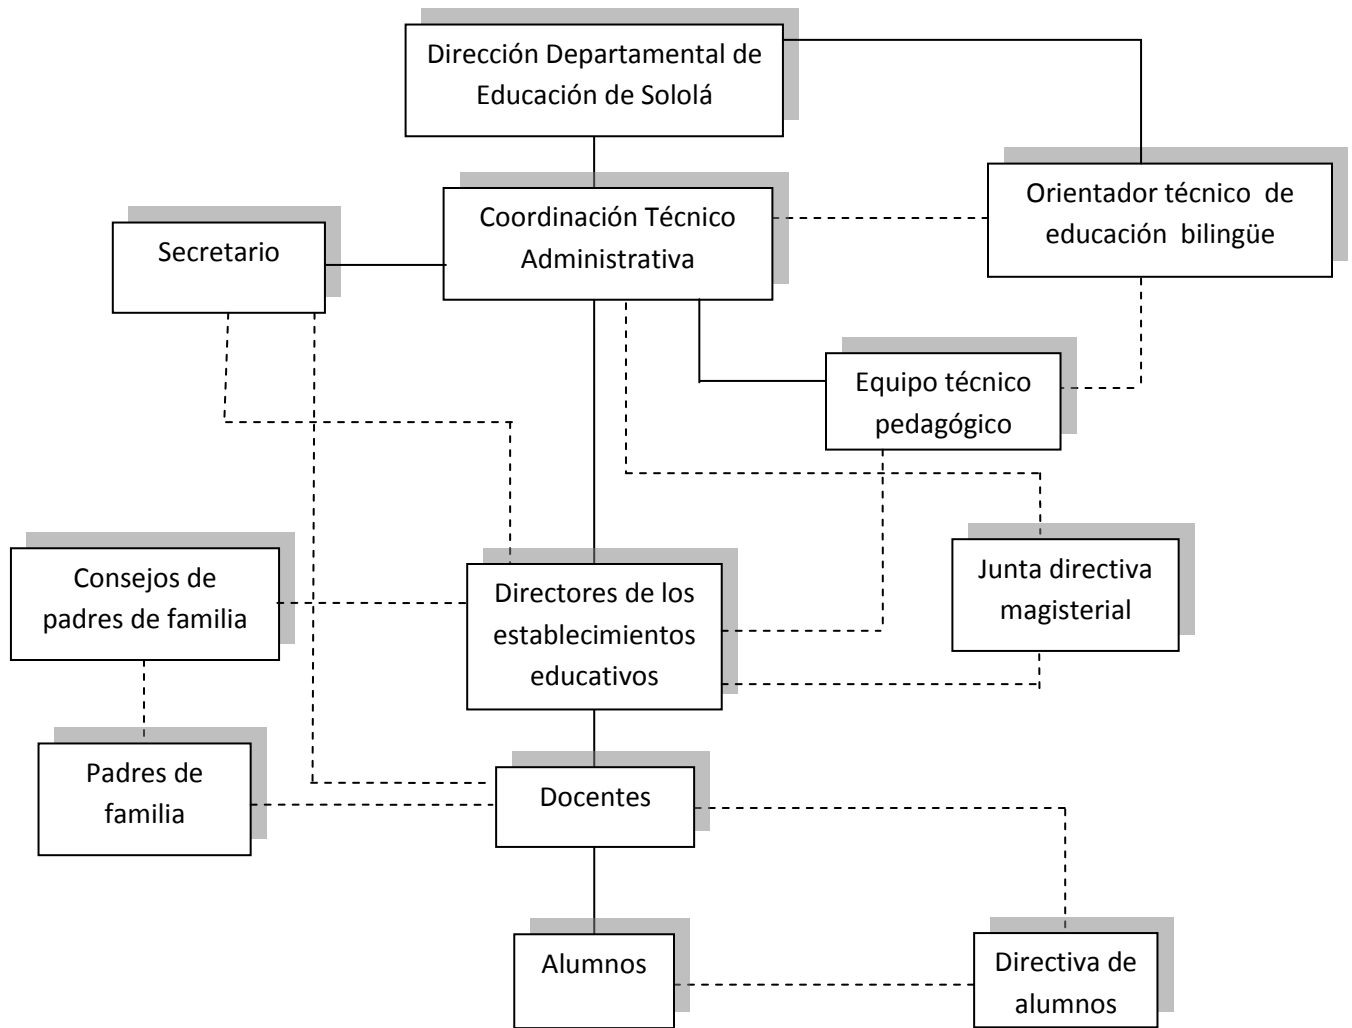 Dirección Departamental de
Educación de Sololá
Orientador técnico  de
educación  bilingüe
Coordinación Técnico
Administrativa
Secretario
Equipo técnico
pedagógico
Consejos de
padres de familia
Directores de los
establecimientos
educativos
Junta directiva
magisterial
Padres de
familia
Docentes
Alumnos
Directiva de
alumnos